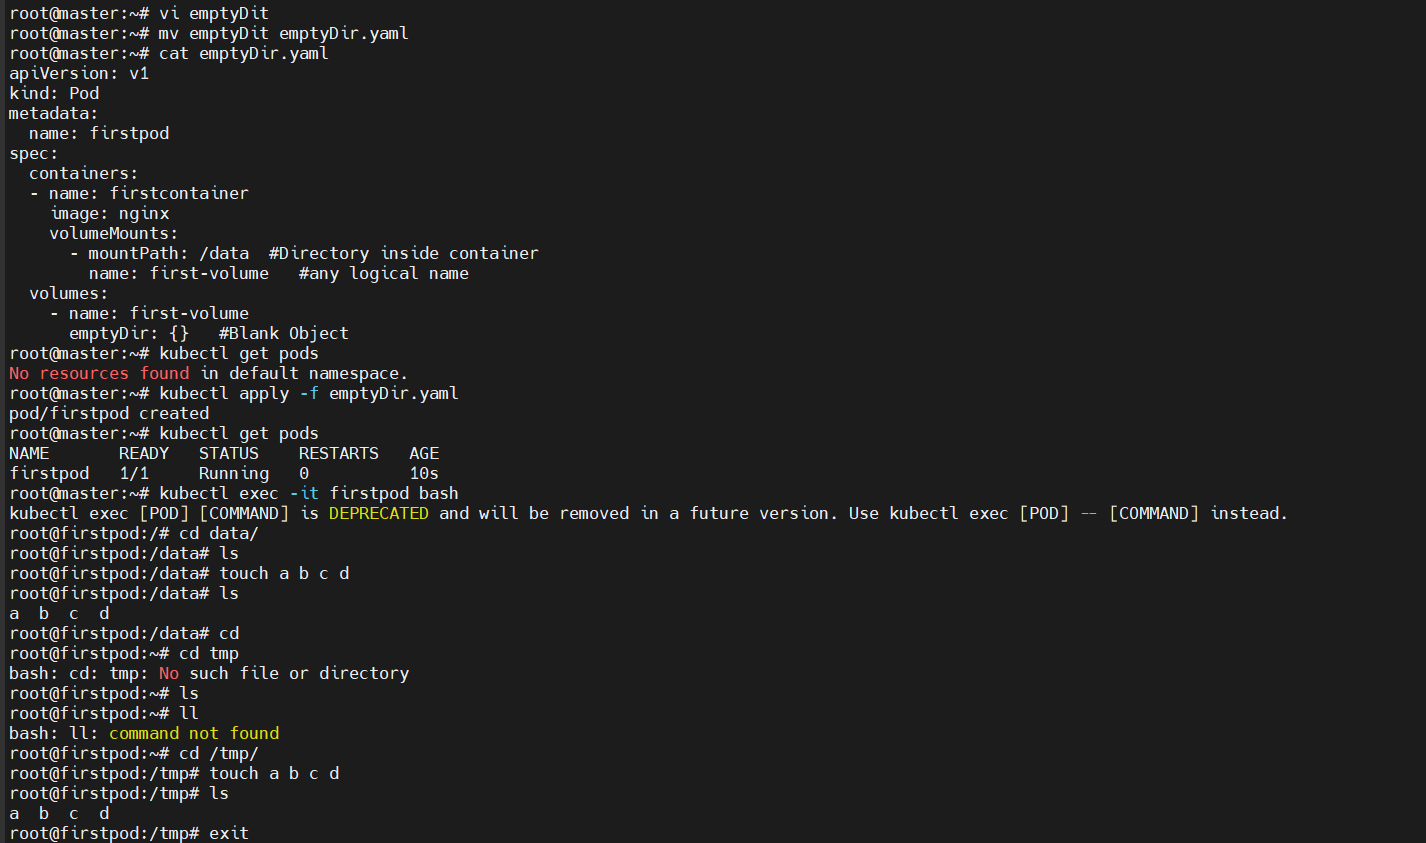 root@master:~# vi emptyDit
root@master:~# mv emptyDit emptyDir.yaml
root@master:~# cat emptyDir.yaml
apiVersion: v1
kind: Pod
metadata:
  name: firstpod
spec:
  containers:
  - name: firstcontainer
    image: nginx
    volumeMounts:
      - mountPath: /data  #Directory inside container
        name: first-volume   #any logical name
  volumes:
    - name: first-volume
      emptyDir: {}   #Blank Object
root@master:~# kubectl get pods
No resources found in default namespace.
root@master:~# kubectl apply -f emptyDir.yaml
pod/firstpod created
root@master:~# kubectl get pods
NAME       READY   STATUS    RESTARTS   AGE
firstpod   1/1     Running   0          10s
root@master:~# kubectl exec -it firstpod bash
kubectl exec [POD] [COMMAND] is DEPRECATED and will be removed in a future version. Use kubectl exec [POD] -- [COMMAND] instead.
root@firstpod:/# cd data/
root@firstpod:/data# ls
root@firstpod:/data# touch a b c d
root@firstpod:/data# ls
a  b  c  d
root@firstpod:/data# cd
root@firstpod:~# cd tmp
bash: cd: tmp: No such file or directory
root@firstpod:~# ls
root@firstpod:~# ll
bash: ll: command not found
root@firstpod:~# cd /tmp/
root@firstpod:/tmp# touch a b c d
root@firstpod:/tmp# ls
a  b  c  d
root@firstpod:/tmp# exit